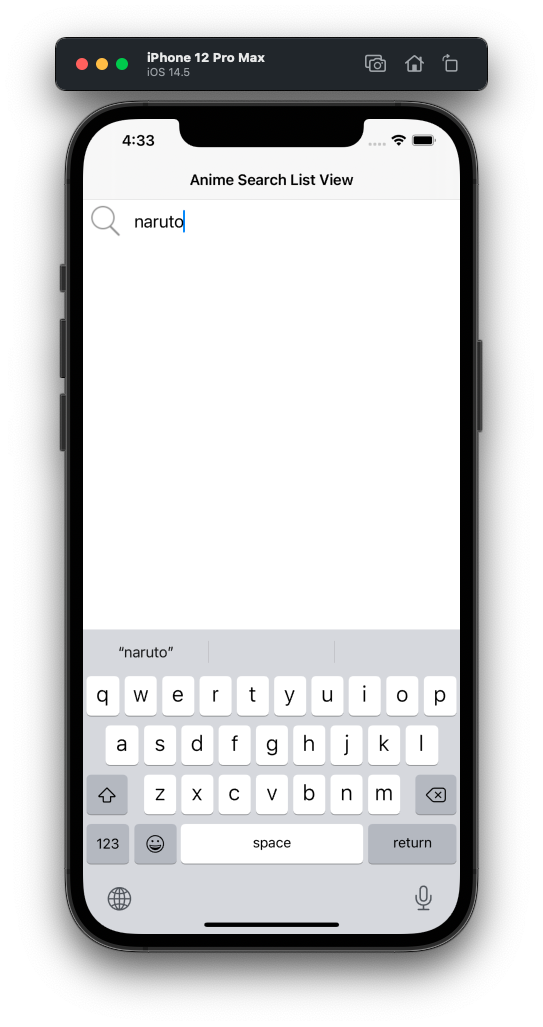 iPhone 12 Pro Max
iOS 14.5
4:33
Anime Search List View
naruto
“naruto”
q w e r t y u i o p
a s d f g h j k l
z x c v b n m
123 space return